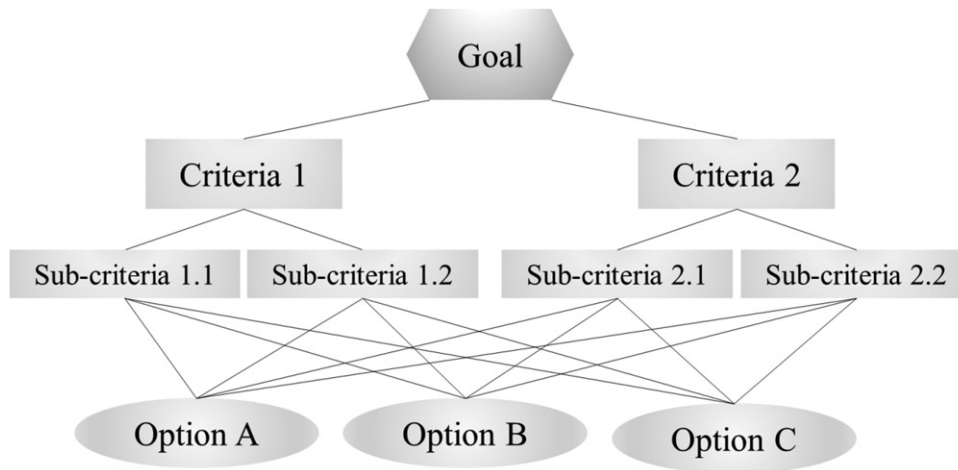 Goal
Criteria 1
Criteria 2
Sub-criteria 1.1
Sub-criteria 1.2
Sub-criteria 2.1
Sub-criteria 2.2
Option A
Option B
Option C